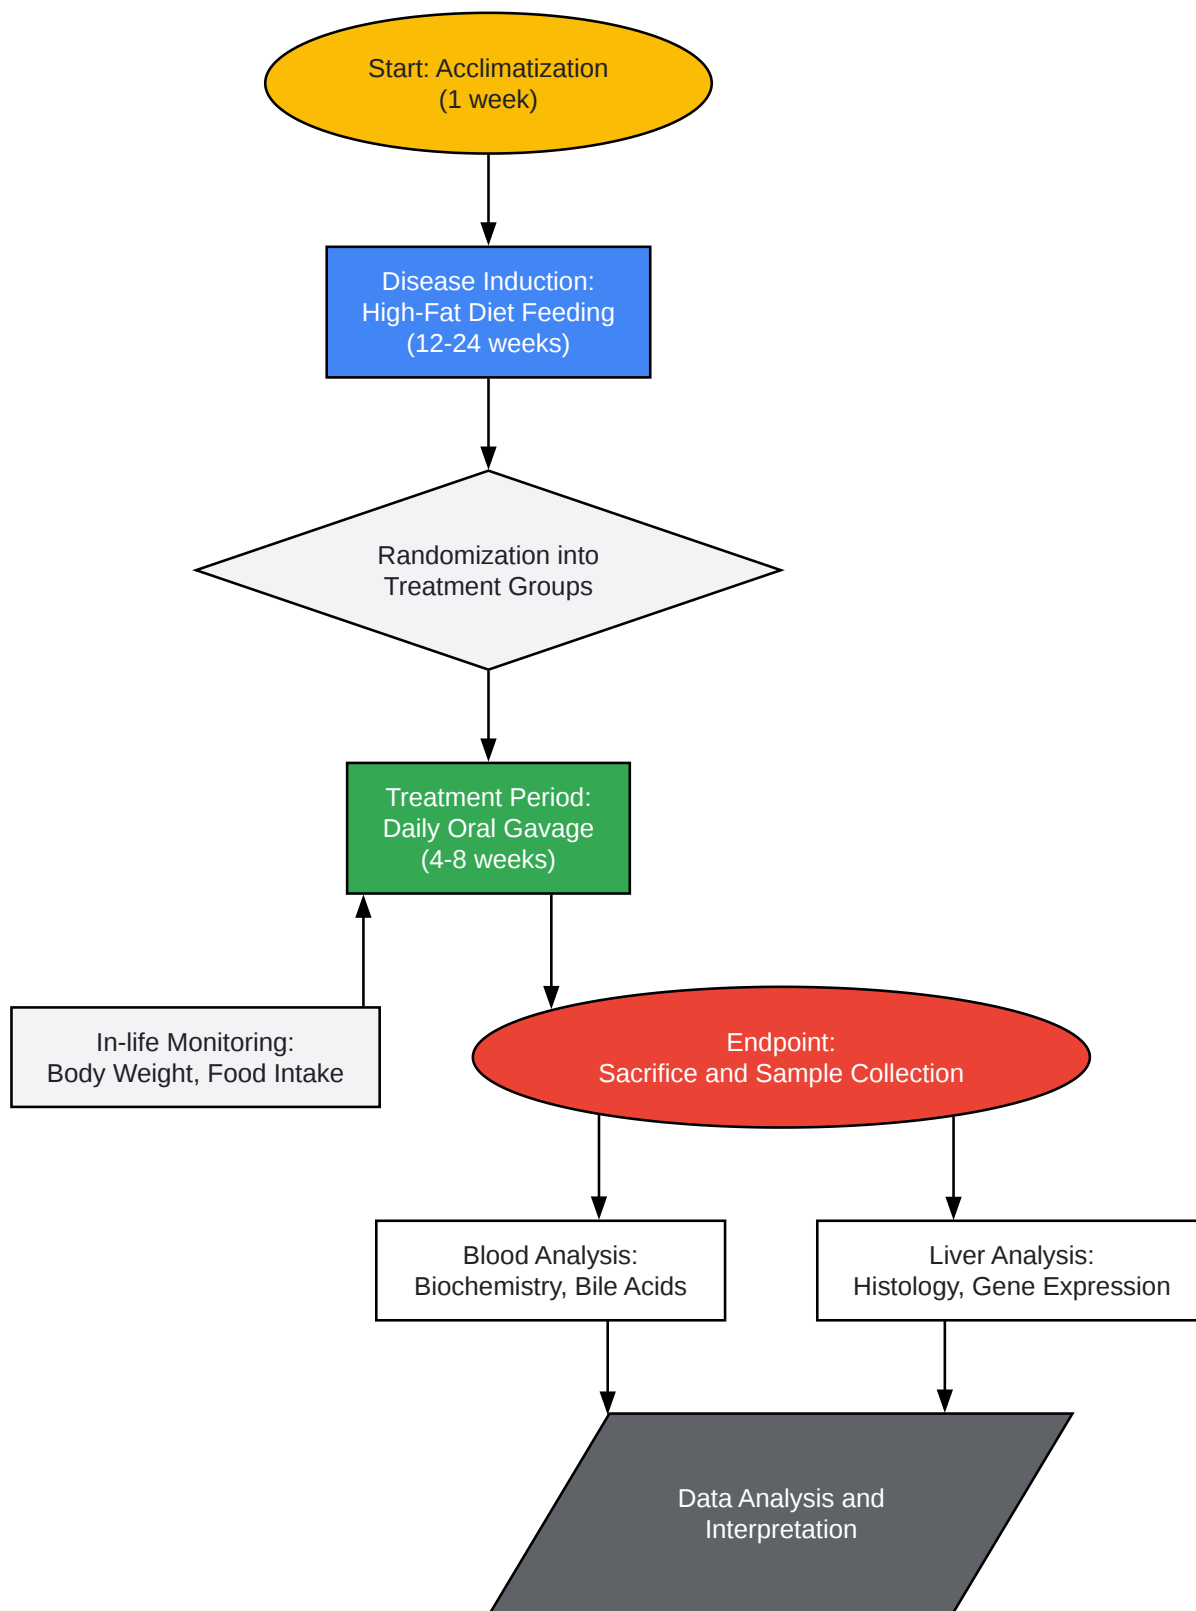 Start: Acclimatization
(1 week)
Disease Induction:
High-Fat Diet Feeding
(12-24 weeks)
Randomization into
Treatment Groups
Treatment Period:
Daily Oral Gavage
(4-8 weeks)
In-life Monitoring:
Body Weight, Food Intake
Endpoint:
Sacrifice and Sample Collection
Blood Analysis:
Biochemistry, Bile Acids
Liver Analysis:
Histology, Gene Expression
Data Analysis and
Interpretation